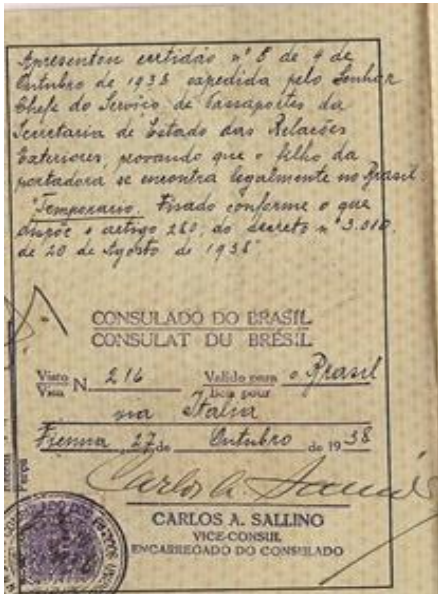 Apresentou certidão nº 8 de 4 de
Outubro de 1938 expedida pelo Senhor
Chefe do Serviço de Passaportes da
Secretaria de Estado das Relações
Exteriores, provando que o filho da
portadora se encontra legalmente no Brasil.
"Temporario. Visado conforme o que
dispõe o artigo 280, do decreto nº 3.010,
de 20 de Agosto de 1938"
CONSULADO DO BRASIL
CONSULAT DU BRÉSIL
Visto N. 216 Valido para o Brasil
Visa Bon pour
via Italia
Vienna 27 de Outubro de 1938
Carlos A.
CARLOS A. SALLINO
VICE-CONSUL
ENCARREGADO DO CONSULADO